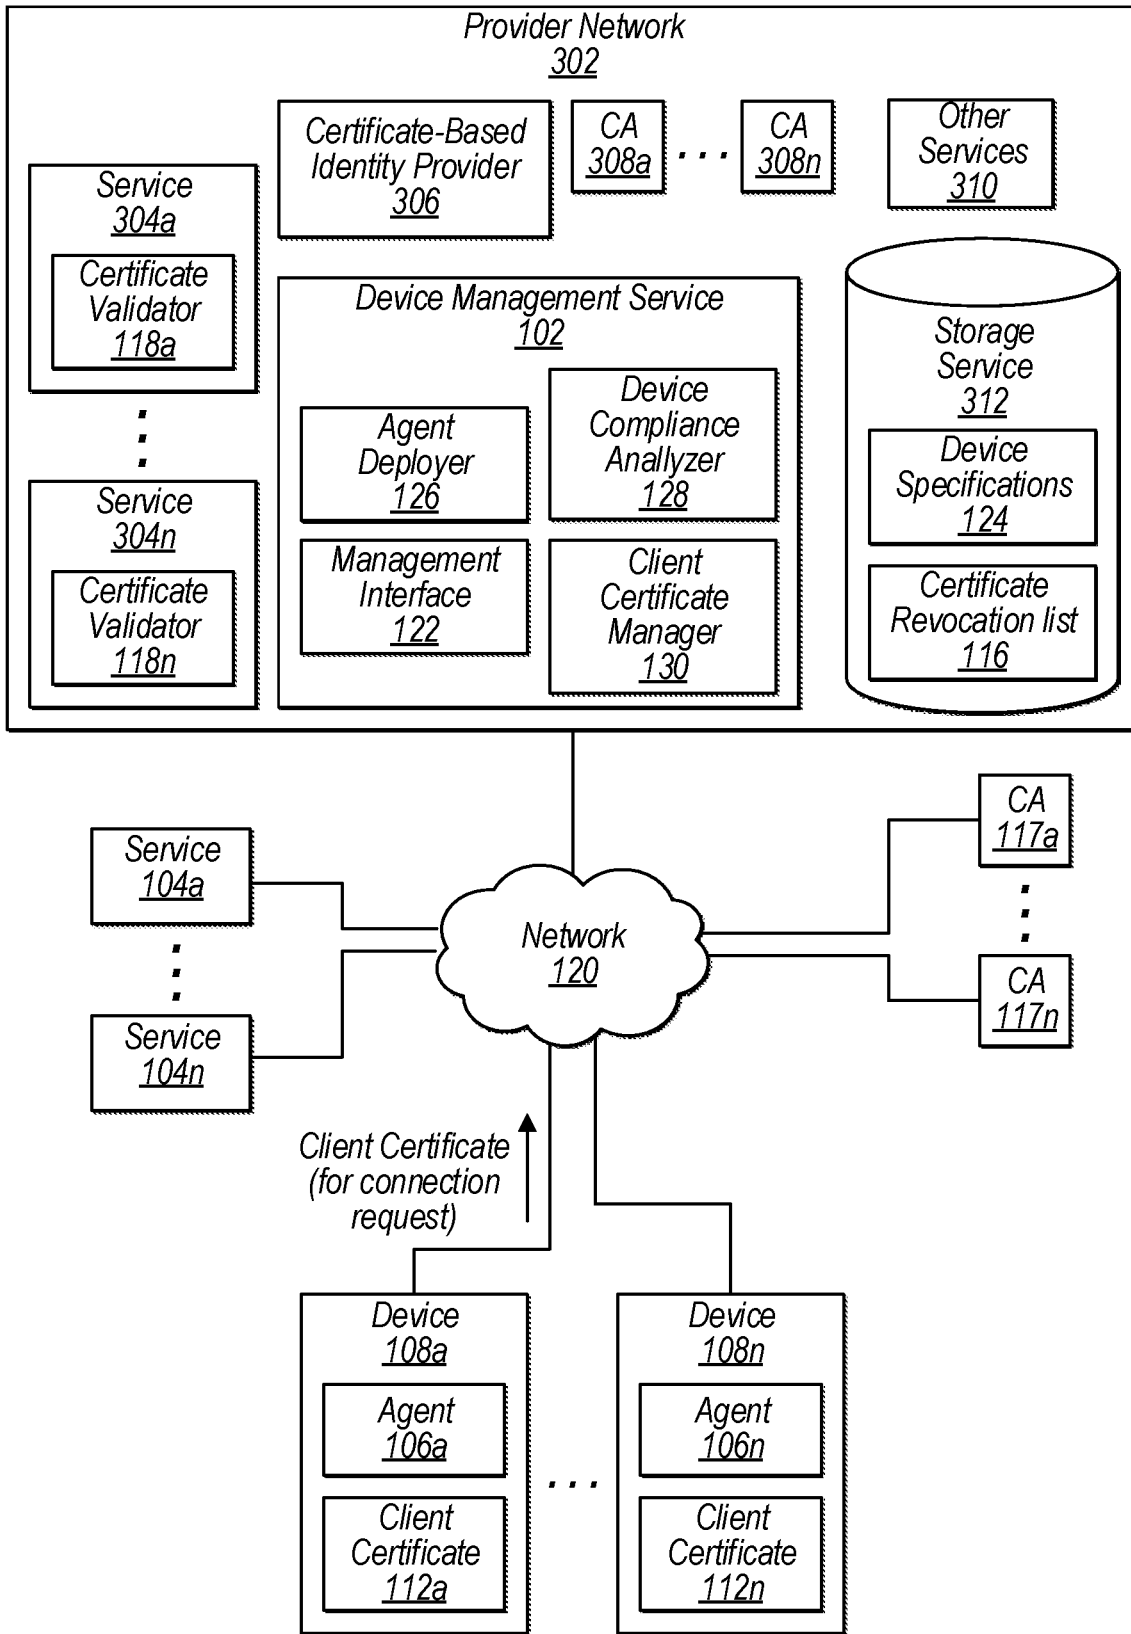 Provider Network
302
Certificate-Based
Identity Provider
306
CA
308a
. . .
CA
308n
Other
Services
310
Service
304a
Certificate
Validator
118a
Service
304n
Certificate
Validator
118n
Device Management Service
102
Agent
Deployer
126
Device
Compliance
Anallyzer
128
Management
Interface
122
Client
Certificate
Manager
130
Storage
Service
312
Device
Specifications
124
Certificate
Revocation list
116
Service
104a
Service
104n
Network
120
CA
117a
CA
117n
Client Certificate
(for connection
request)
Device
108a
Agent
106a
Client
Certificate
112a
. . .
Device
108n
Agent
106n
Client
Certificate
112n